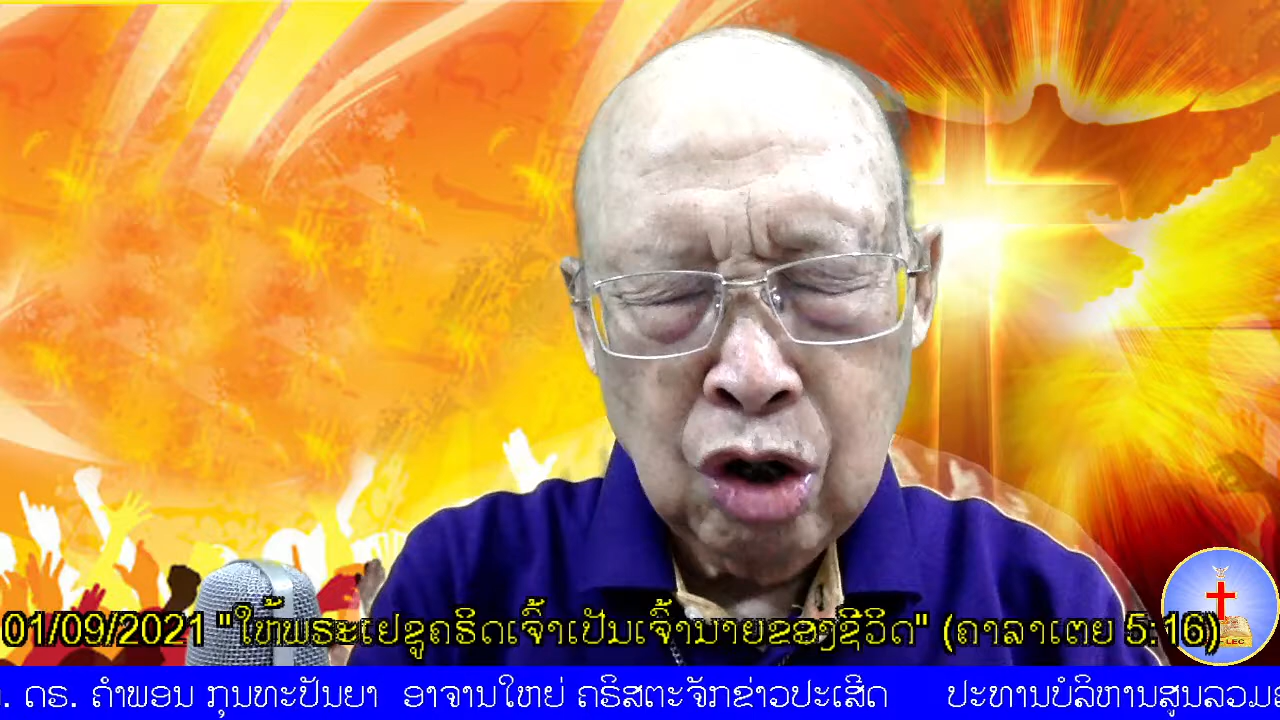 01/09/2021 "ໃຫ້ພຣະເຢຊູຄຣິດເຈົ້າເປັນເຈົ້ານາຍຂອງຊີວິດ" (ຄາລາເຕຍ 5:16)
LEC
. ດຣ. ຄຳພອນ ກຸນທະປັນຍາ ອາຈານໃຫຍ່ ຄຣິສຕະຈັກຂ່າວປະເສີດ ປະທານບໍລິຫານສູນລວມ